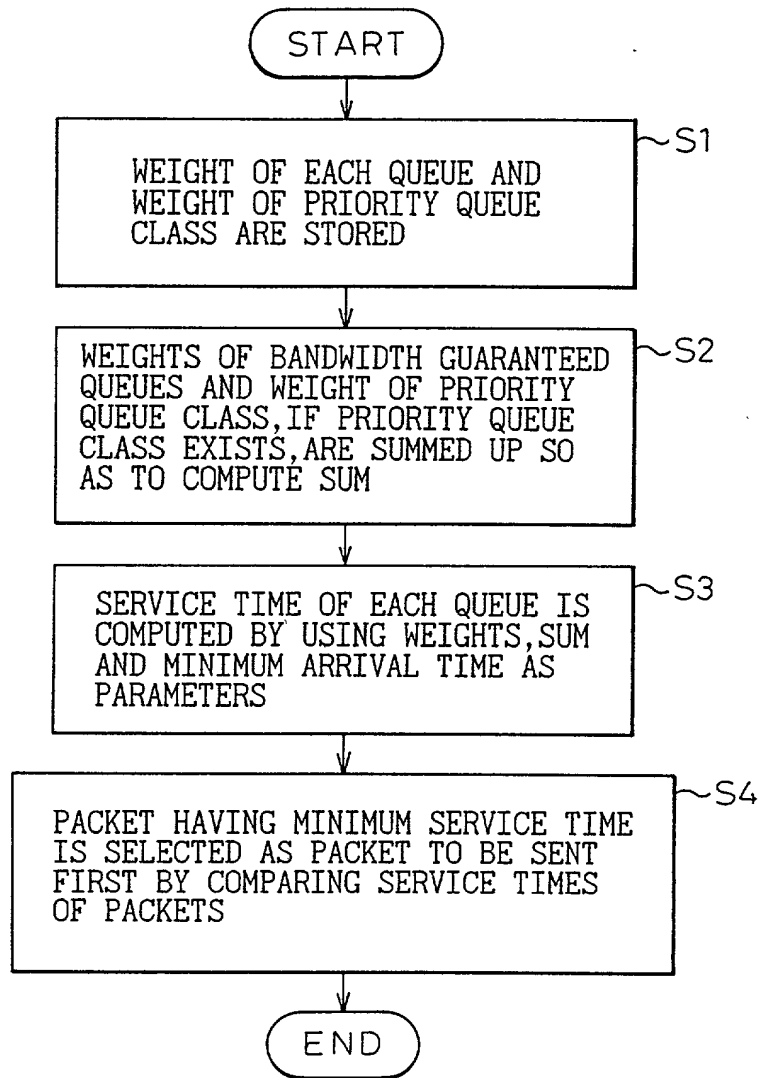 START
S1
WEIGHT OF EACH QUEUE AND
WEIGHT OF PRIORITY QUEUE
CLASS ARE STORED
S2
WEIGHTS OF BANDWIDTH GUARANTEED
QUEUES AND WEIGHT OF PRIORITY
QUEUE CLASS,IF PRIORITY QUEUE
CLASS EXISTS,ARE SUMMED UP SO
AS TO COMPUTE SUM
S3
SERVICE TIME OF EACH QUEUE IS
COMPUTED BY USING WEIGHTS,SUM
AND MINIMUM ARRIVAL TIME AS
PARAMETERS
S4
PACKET HAVING MINIMUM SERVICE TIME
IS SELECTED AS PACKET TO BE SENT
FIRST BY COMPARING SERVICE TIMES
OF PACKETS
END